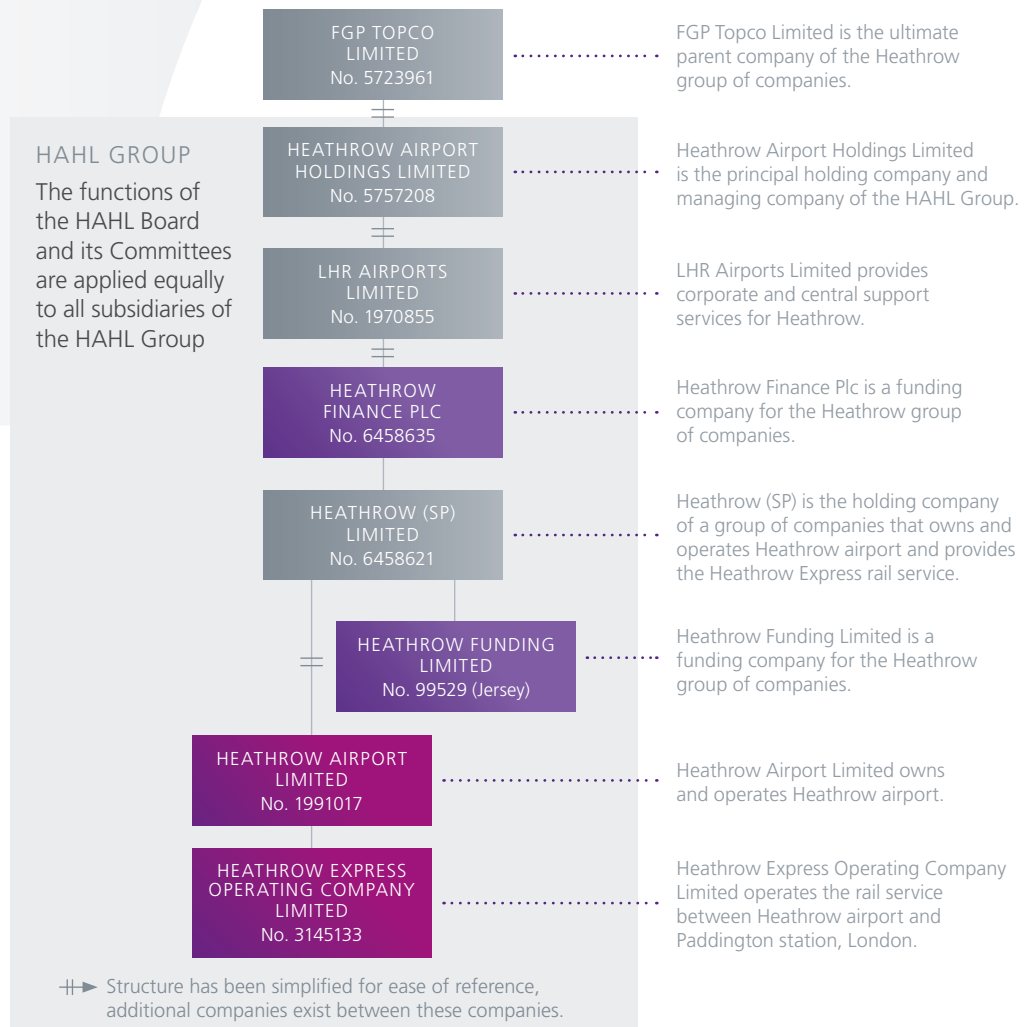 FGP TOPCO
LIMITED
No. 5723961
FGP Topco Limited is the ultimate
parent company of the Heathrow
group of companies.
HAHL GROUP
The functions of
the HAHL Board
and its Committees
are applied equally
to all subsidiaries of
the HAHL Group
HEATHROW AIRPORT
HOLDINGS LIMITED
No. 5757208
Heathrow Airport Holdings Limited
is the principal holding company and
managing company of the HAHL Group.
LHR AIRPORTS
LIMITED
No. 1970855
LHR Airports Limited provides
corporate and central support
services for Heathrow.
HEATHROW
FINANCE PLC
No. 6458635
Heathrow Finance Plc is a funding
company for the Heathrow group
of companies.
HEATHROW (SP)
LIMITED
No. 6458621
Heathrow (SP) is the holding company
of a group of companies that owns and
operates Heathrow airport and provides
the Heathrow Express rail service.
HEATHROW FUNDING
LIMITED
No. 99529 (Jersey)
Heathrow Funding Limited is a
funding company for the Heathrow
group of companies.
HEATHROW AIRPORT
LIMITED
No. 1991017
Heathrow Airport Limited owns
and operates Heathrow airport.
HEATHROW EXPRESS
OPERATING COMPANY
LIMITED
No. 3145133
Heathrow Express Operating Company
Limited operates the rail service
between Heathrow airport and
Paddington station, London.
Structure has been simplified for ease of reference,
additional companies exist between these companies.